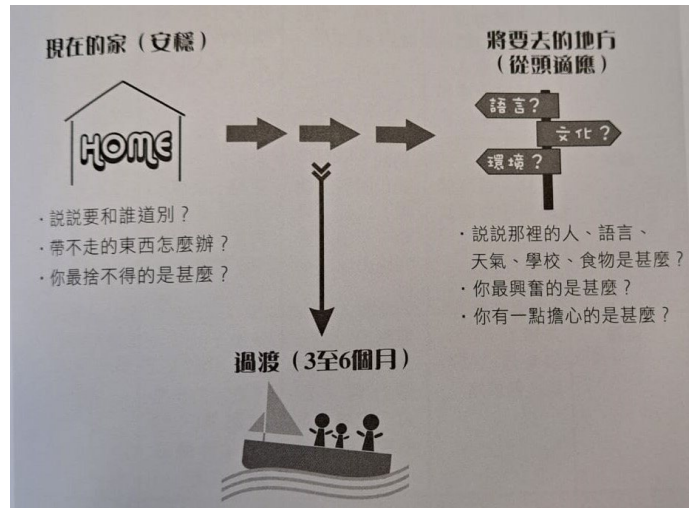 現在的家（安穩）
HOME
· 説説要和誰道別？
· 帶不走的東西怎麼辦？
· 你最捨不得的是甚麼？
將要去的地方
（從頭適應）
語言？
文化？
環境？
· 説説那裡的人、語言、
天氣、學校、食物是甚麼？
· 你最興奮的是甚麼？
· 你有一點擔心的是甚麼？
過渡（3至6個月）